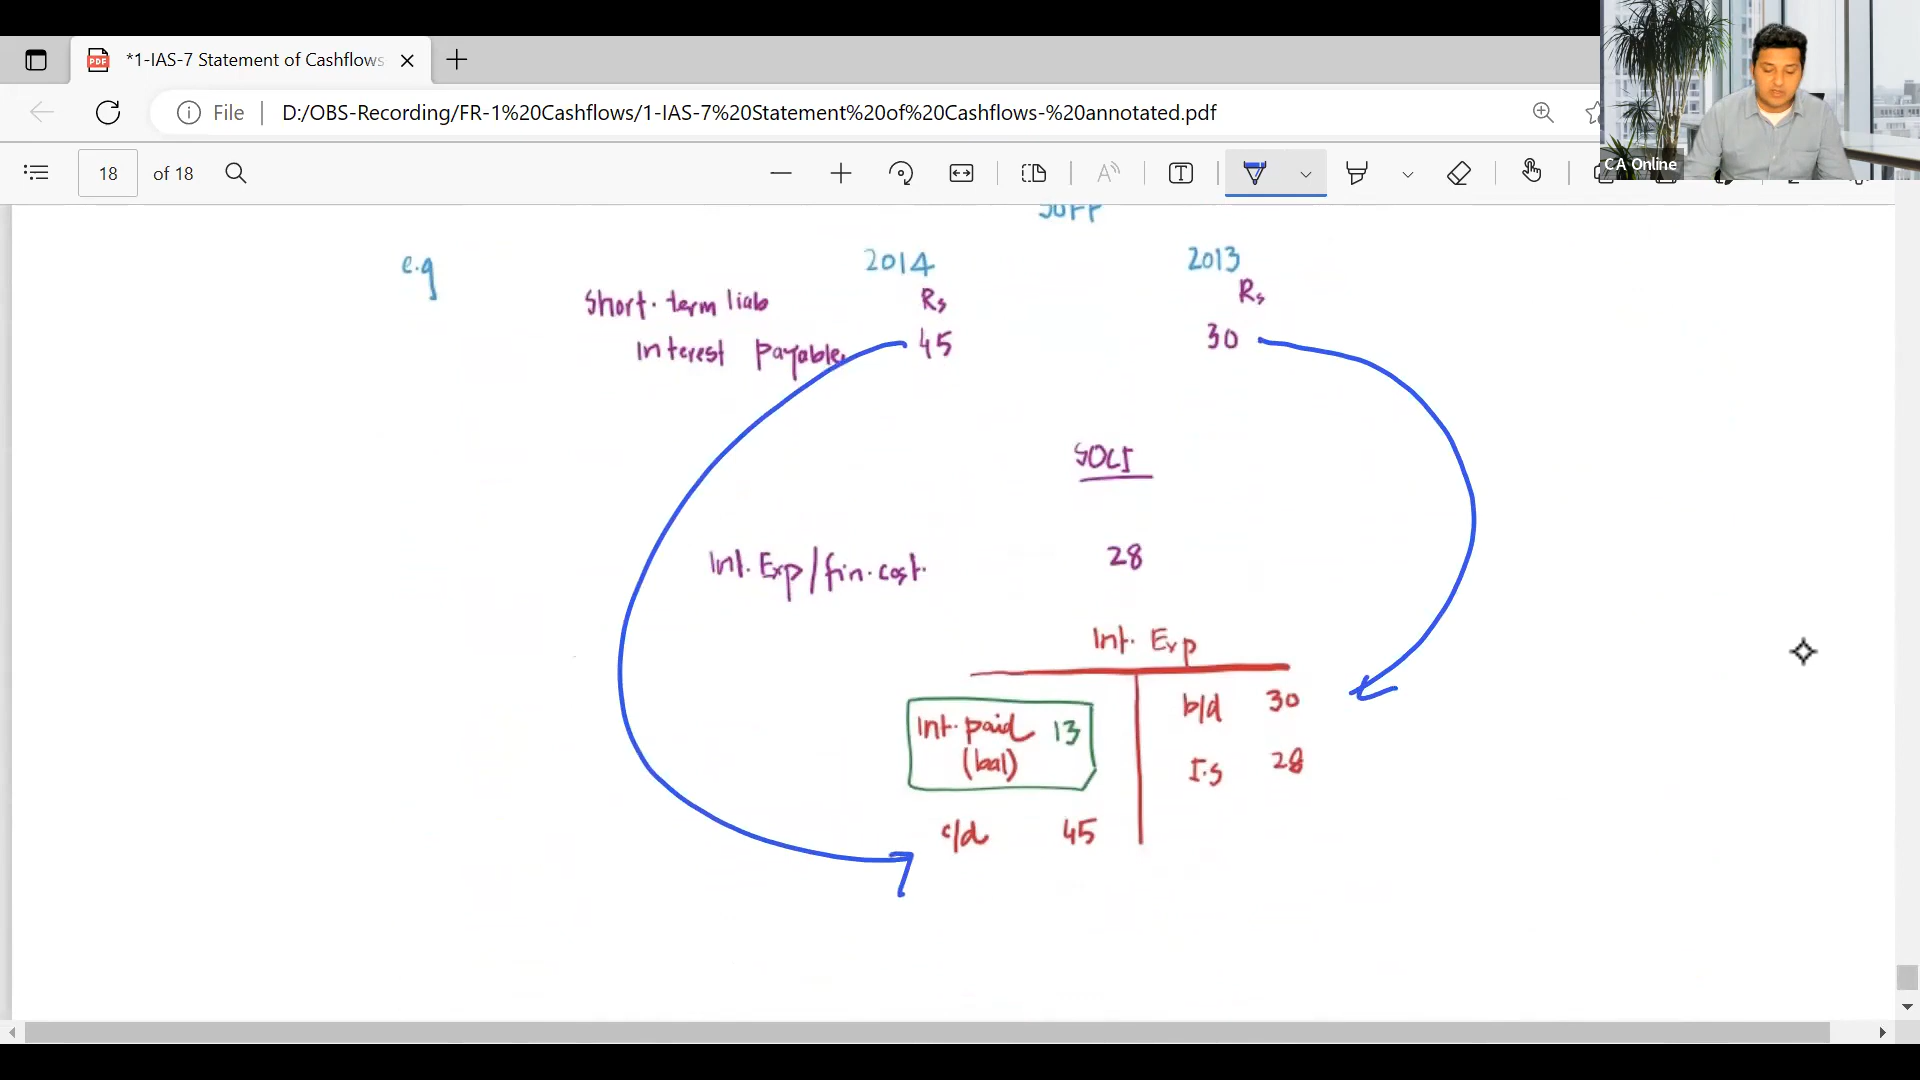 *1-IAS-7 Statement of Cashflows
File
D:/OBS-Recording/FR-1%20Cashflows/1-IAS-7%20Statement%20of%20Cashflows-%20annotated.pdf
CA Online
18 of 18
SOFP
e.g 2014 2013
Short-term liab Rs Rs
Interest payable 45 30
SOCI
Int. Exp/fin.cost. 28
Int. Exp
Int. paid 13 b/d 30
(bal) I.S 28
c/d 45